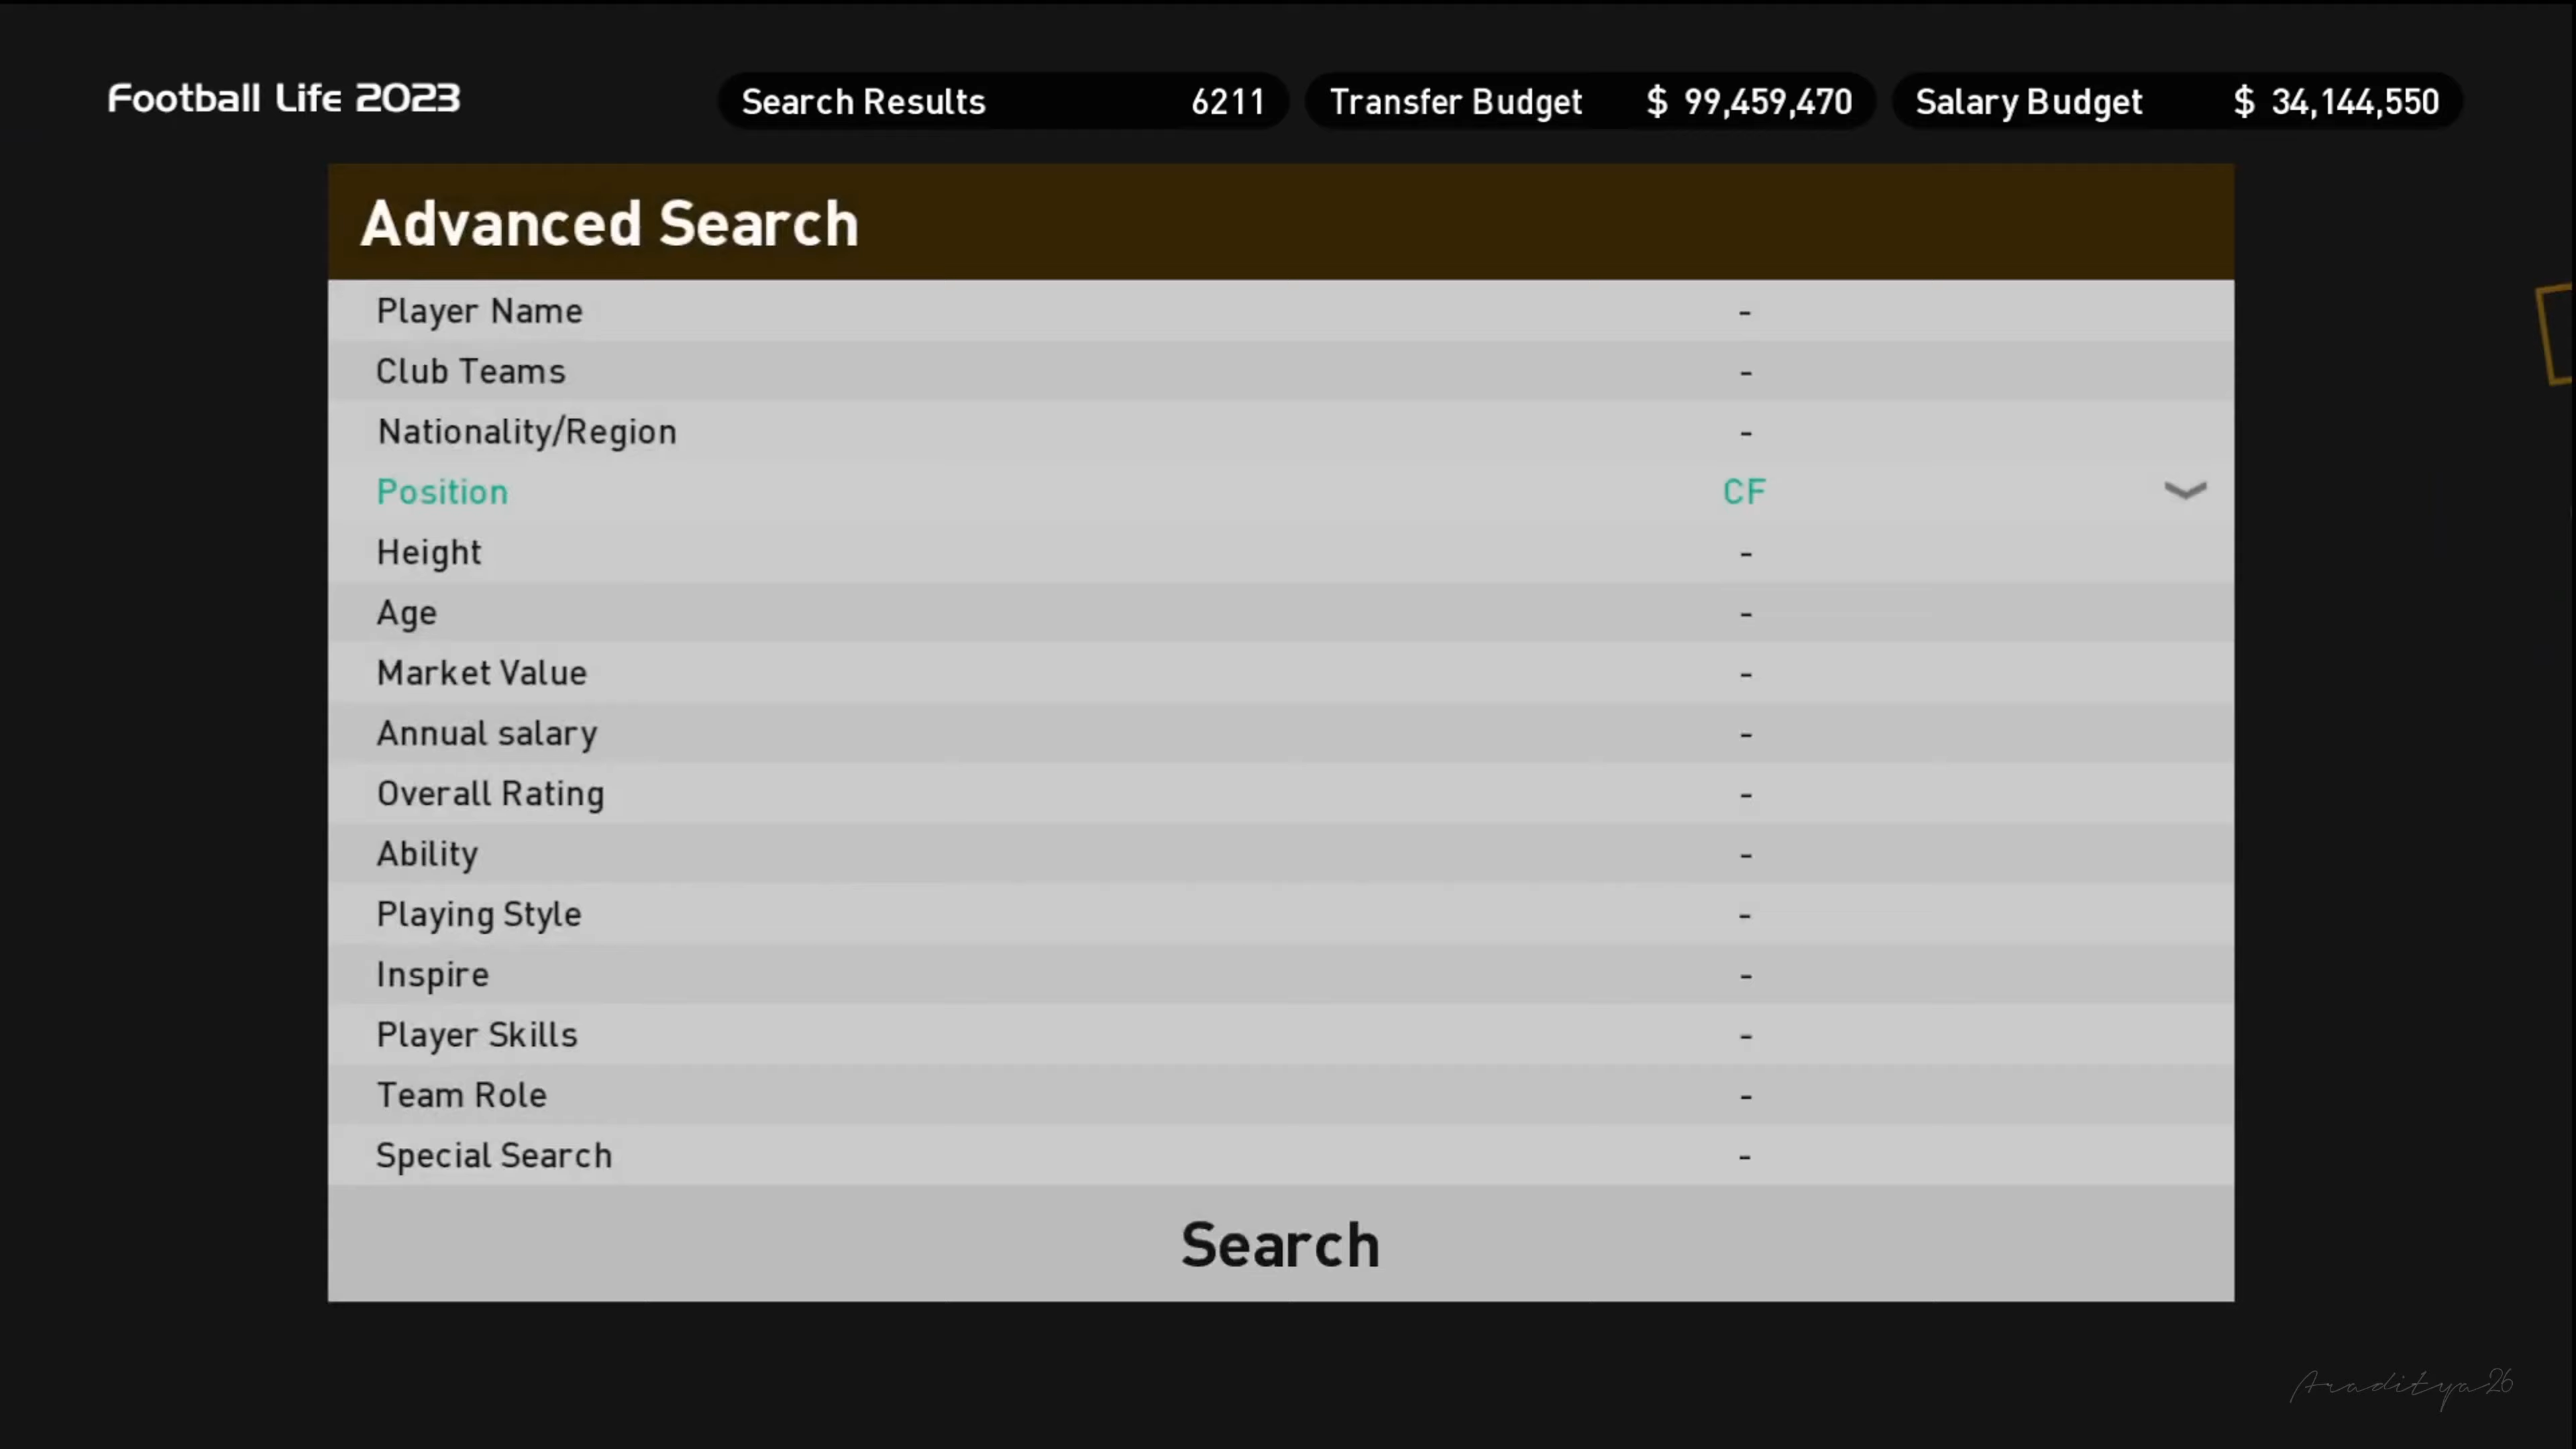 Football Life 2023
Search Results 6211
Transfer Budget $ 99,459,470
Salary Budget $ 34,144,550
Advanced Search
Player Name -
Club Teams -
Nationality/Region -
Position CF
Height -
Age -
Market Value -
Annual salary -
Overall Rating -
Ability -
Playing Style -
Inspire -
Player Skills -
Team Role -
Special Search -
Search
Araditya26